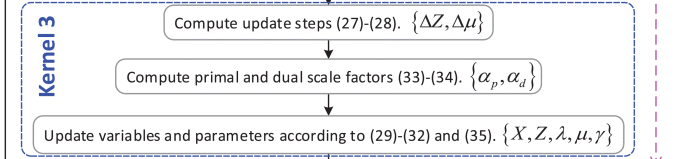 Kernel 3
Compute update steps (27)-(28). {ΔZ,Δμ}
Compute primal and dual scale factors (33)-(34). {α_p,α_d}
Update variables and parameters according to (29)-(32) and (35). {X,Z,λ,μ,γ}